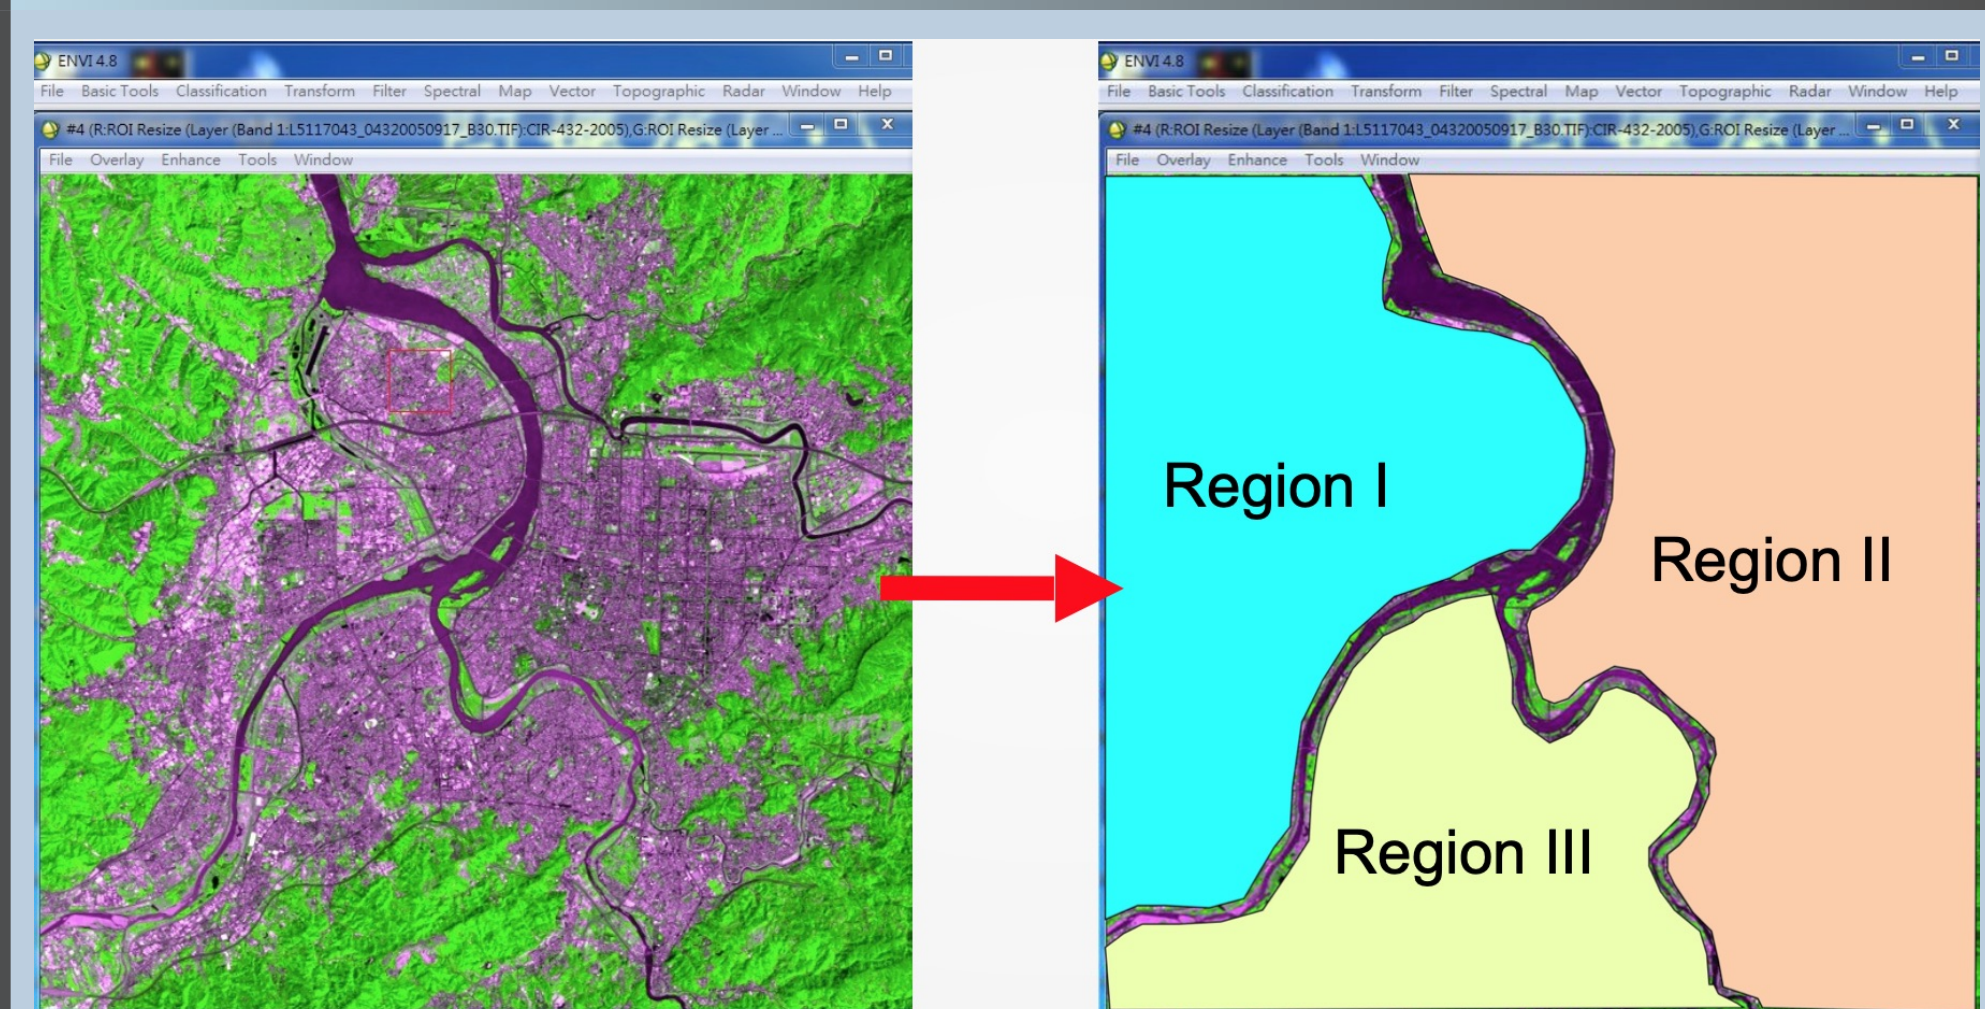 ENVI 4.8
File Basic Tools Classification Transform Filter Spectral Map Vector Topographic Radar Window Help
#4 (R:ROI Resize (Layer (Band 1:L5117043_04320050917_B30.TIF):CIR-432-2005),G:ROI Resize (Layer ...
File Overlay Enhance Tools Window
ENVI 4.8
File Basic Tools Classification Transform Filter Spectral Map Vector Topographic Radar Window Help
#4 (R:ROI Resize (Layer (Band 1:L5117043_04320050917_B30.TIF):CIR-432-2005),G:ROI Resize (Layer ...
File Overlay Enhance Tools Window
Region I
Region II
Region III